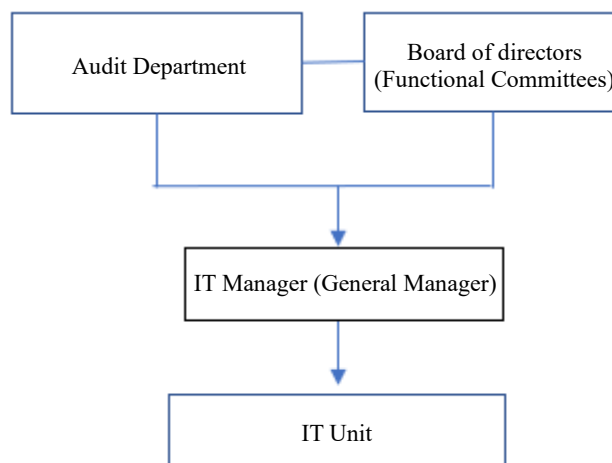 Audit Department
Board of directors
(Functional Committees)
IT Manager (General Manager)
IT Unit